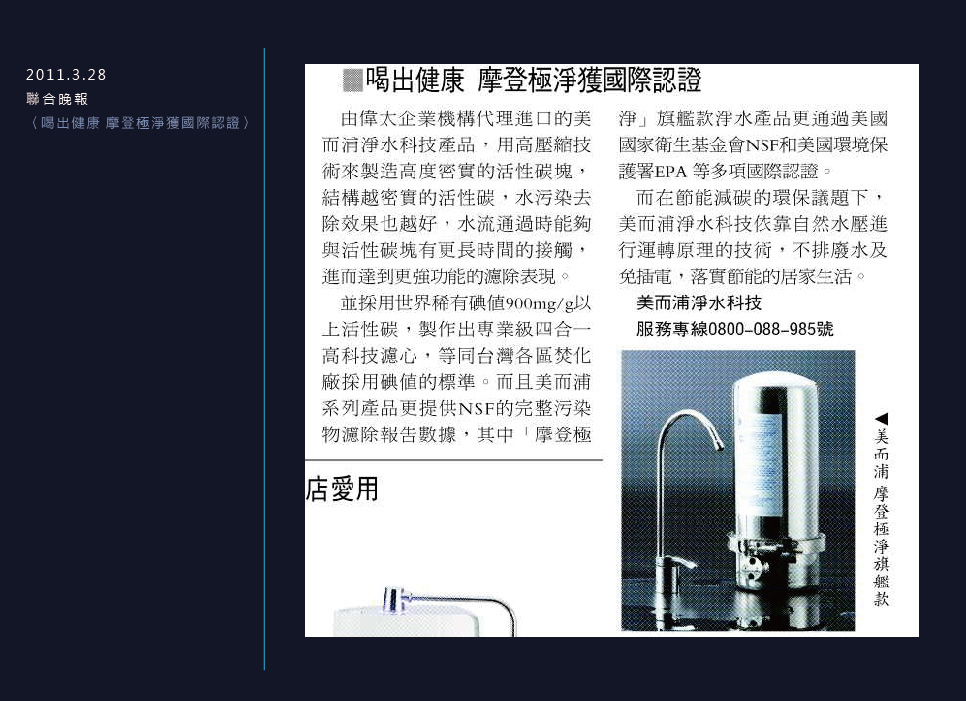 2011.3.28
聯合晚報
〈喝出健康 摩登極淨獲國際認證〉
喝出健康 摩登極淨獲國際認證
由偉太企業機構代理進口的美
而浦淨水科技產品，用高壓縮技
術來製造高度密實的活性碳塊，
結構越密實的活性碳，水污染去
除效果也越好，水流通過時能夠
與活性碳塊有更長時間的接觸，
進而達到更強功能的濾除表現。
並採用世界稀有碘值900mg/g以
上活性碳，製作出專業級四合一
高科技濾心，等同台灣各區焚化
廠採用碘值的標準。而且美而浦
系列產品更提供NSF的完整污染
物濾除報告數據，其中「摩登極
淨」旗艦款淨水產品更通過美國
國家衛生基金會NSF和美國環境保
護署EPA 等多項國際認證。
而在節能減碳的環保議題下，
美而浦淨水科技依靠自然水壓進
行運轉原理的技術，不排廢水及
免插電，落實節能的居家生活。
美而浦淨水科技
服務專線0800-088-985號
◀美而浦 摩登極淨旗艦款
店愛用